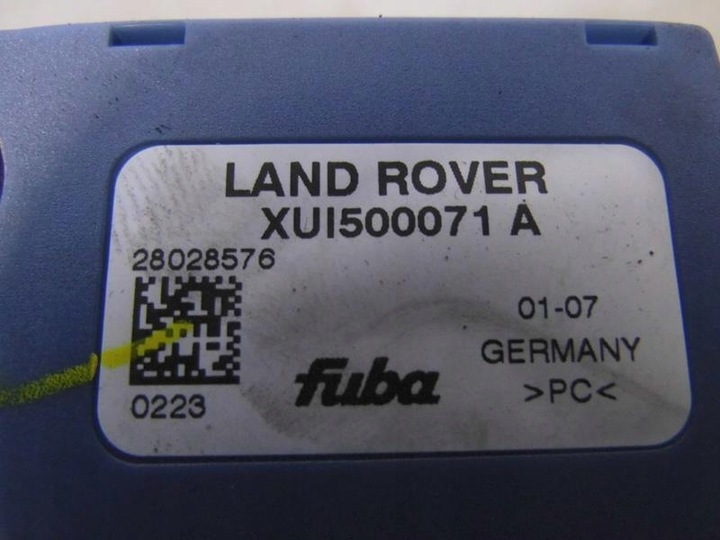 LAND ROVER
XUI500071 A
28028576
01-07
GERMANY
fuba
0223
>PC<